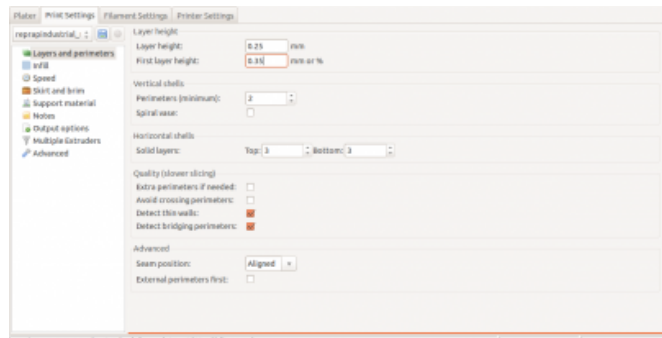 Plater Print Settings Filament Settings Printer Settings
Layers and perimeters
Infill
Speed
Skirt and brim
Support material
Notes
Output options
Multiple Extruders
Advanced
Layer height
Layer height: 0.25 mm
First layer height: 0.35 mm or %
Vertical shells
Perimeters (minimum): 2
Spiral vase:
Horizontal shells
Solid layers: Top: 3 Bottom: 3
Quality (slower slicing)
Extra perimeters if needed:
Avoid crossing perimeters:
Detect thin walls:
Detect bridging perimeters:
Advanced
Seam position: Aligned
External perimeters first: